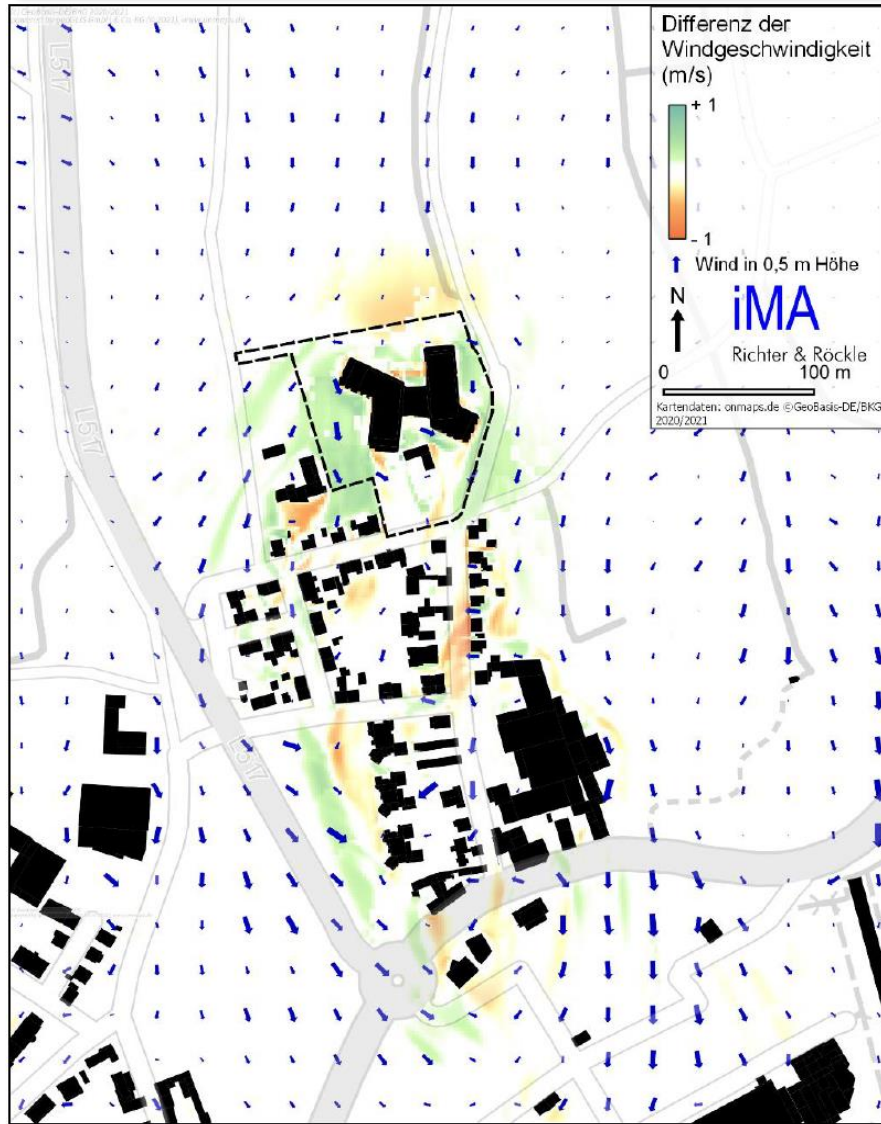 Differenz der
Windgeschwindigkeit
(m/s)
+ 1
- 1
Wind in 0,5 m Höhe
N
iMA
Richter & Röckle
0 100 m
Kartendaten: onmaps.de ©GeoBasis-DE/BKG
2020/2021
L517
L517
L517